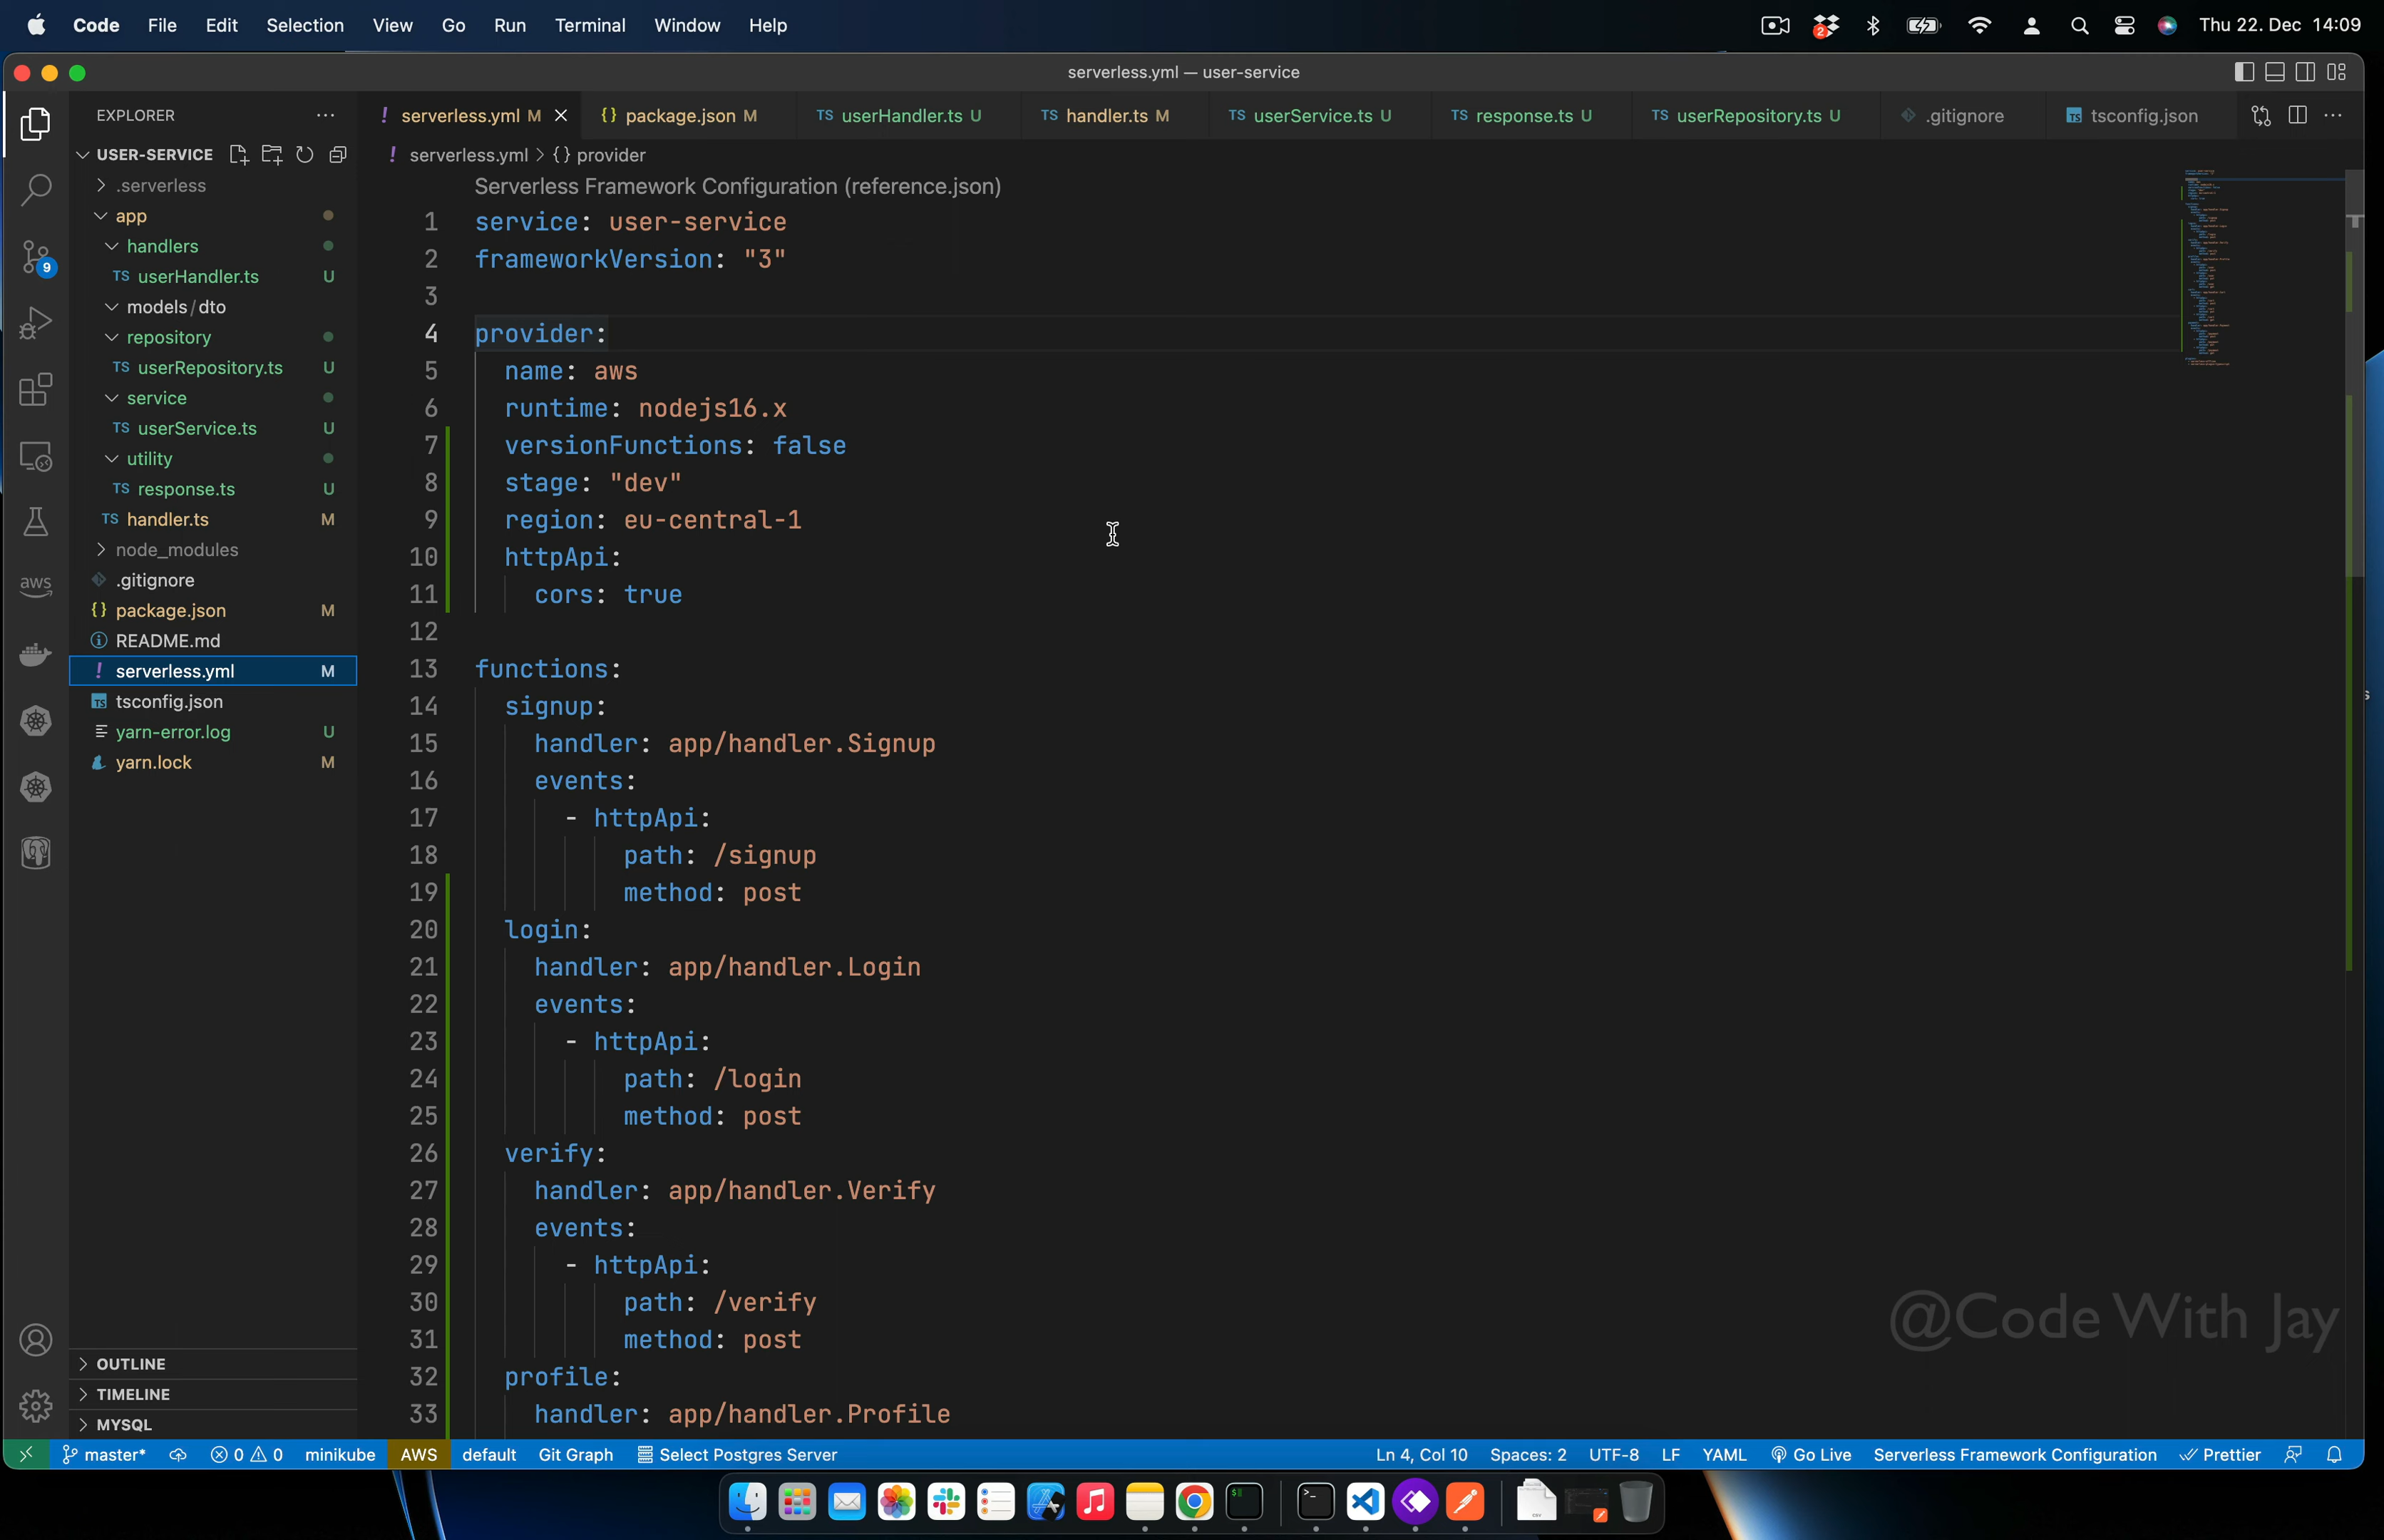 Code File Edit Selection View Go Run Terminal Window Help
2
Thu 22. Dec 14:09
serverless.yml — user-service
EXPLORER
serverless.yml M
package.json M
TS userHandler.ts U
TS handler.ts M
TS userService.ts U
TS response.ts U
TS userRepository.ts U
.gitignore
TS tsconfig.json
USER-SERVICE
.serverless
app
handlers
TS userHandler.ts U
models/dto
repository
TS userRepository.ts U
service
TS userService.ts U
utility
TS response.ts U
TS handler.ts M
node_modules
.gitignore
{} package.json M
README.md
! serverless.yml M
TS tsconfig.json
yarn-error.log U
yarn.lock M
OUTLINE
TIMELINE
MYSQL
9
aws
! serverless.yml > {} provider
Serverless Framework Configuration (reference.json)
1 service: user-service
2 frameworkVersion: "3"
3
4 provider:
5 name: aws
6 runtime: nodejs16.x
7 versionFunctions: false
8 stage: "dev"
9 region: eu-central-1
10 httpApi:
11 cors: true
12
13 functions:
14 signup:
15 handler: app/handler.Signup
16 events:
17 - httpApi:
18 path: /signup
19 method: post
20 login:
21 handler: app/handler.Login
22 events:
23 - httpApi:
24 path: /login
25 method: post
26 verify:
27 handler: app/handler.Verify
28 events:
29 - httpApi:
30 path: /verify
31 method: post
32 profile:
33 handler: app/handler.Profile
@Code With Jay
master* 0 0 minikube AWS default Git Graph Select Postgres Server
Ln 4, Col 10 Spaces: 2 UTF-8 LF YAML Go Live Serverless Framework Configuration Prettier